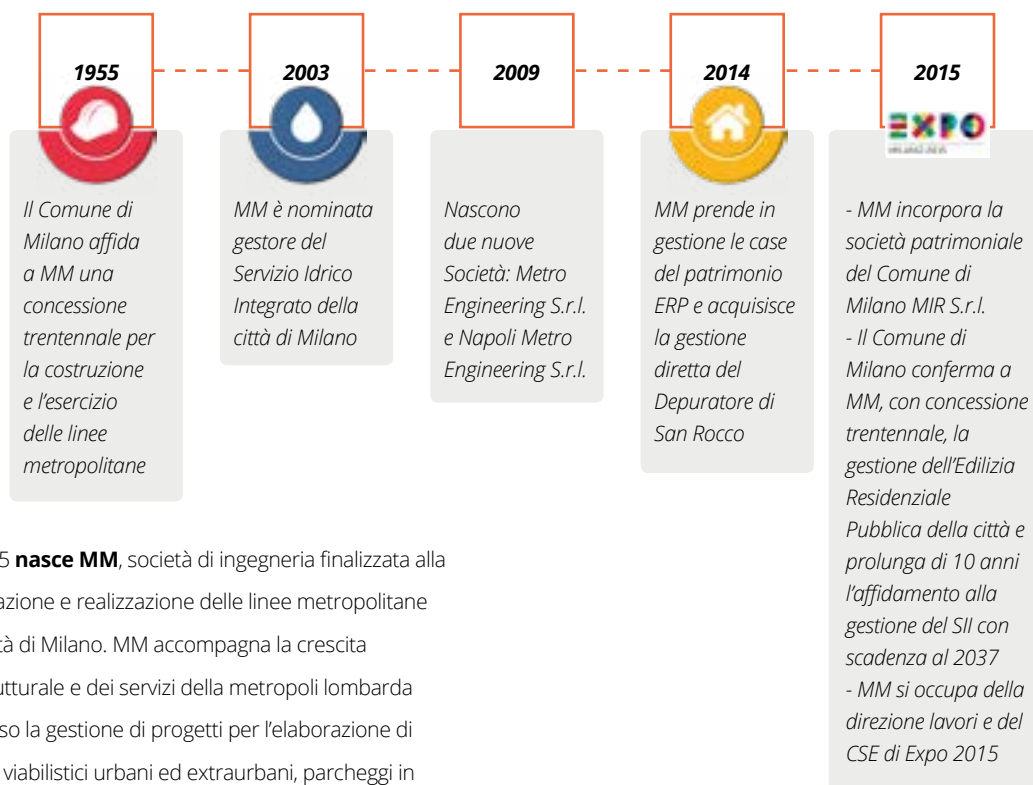 1955
2003
2009
2014
2015
EXPO
MILANO 2015
Il Comune di
Milano affida
a MM una
concessione
trentennale per
la costruzione
e l'esercizio
delle linee
metropolitane
MM è nominata
gestore del
Servizio Idrico
Integrato della
città di Milano
Nascono
due nuove
Società: Metro
Engineering S.r.l.
e Napoli Metro
Engineering S.r.l.
MM prende in
gestione le case
del patrimonio
ERP e acquisisce
la gestione
diretta del
Depuratore di
San Rocco
- MM incorpora la
società patrimoniale
del Comune di
Milano MIR S.r.l.
- Il Comune di
Milano conferma a
MM, con concessione
trentennale, la
gestione dell'Edilizia
Residenziale
Pubblica della città e
prolunga di 10 anni
l'affidamento alla
gestione del SII con
scadenza al 2037
- MM si occupa della
direzione lavori e del
CSE di Expo 2015
5 nasce MM, società di ingegneria finalizzata alla
azione e realizzazione delle linee metropolitane
tà di Milano. MM accompagna la crescita
utturale e dei servizi della metropoli lombarda
so la gestione di progetti per l'elaborazione di
viabilistici urbani ed extraurbani, parcheggi in